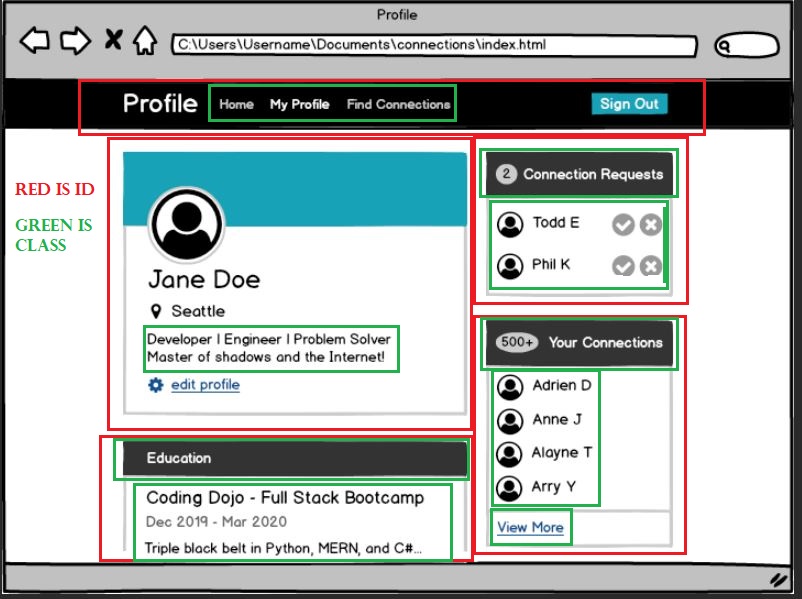 Profile
C:\Users\Username\Documents\connections\index.html
Profile Home My Profile Find Connections Sign Out
RED IS ID
GREEN IS
CLASS
Jane Doe
Seattle
Developer | Engineer | Problem Solver
Master of shadows and the Internet!
edit profile
Education
Coding Dojo - Full Stack Bootcamp
Dec 2019 - Mar 2020
Triple black belt in Python, MERN, and C#...
2 Connection Requests
Todd E
Phil K
500+ Your Connections
Adrien D
Anne J
Alayne T
Arry Y
View More